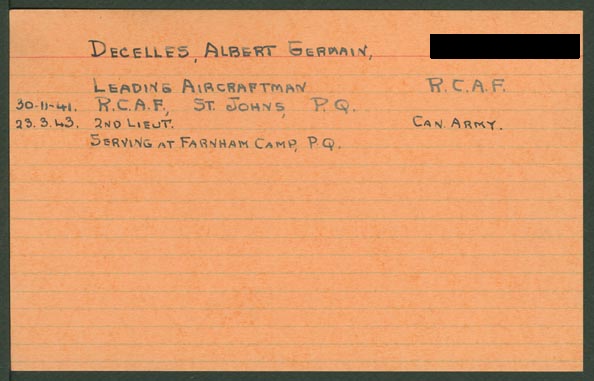 DECELLES, ALBERT GERMAIN,
LEADING AIRCRAFTMAN R.C.A.F.
30-11-41. R.C.A.F., ST. JOHNS, P.Q.
23.3.43. 2ND LIEUT. CAN. ARMY.
SERVING AT FARNHAM CAMP, P.Q.